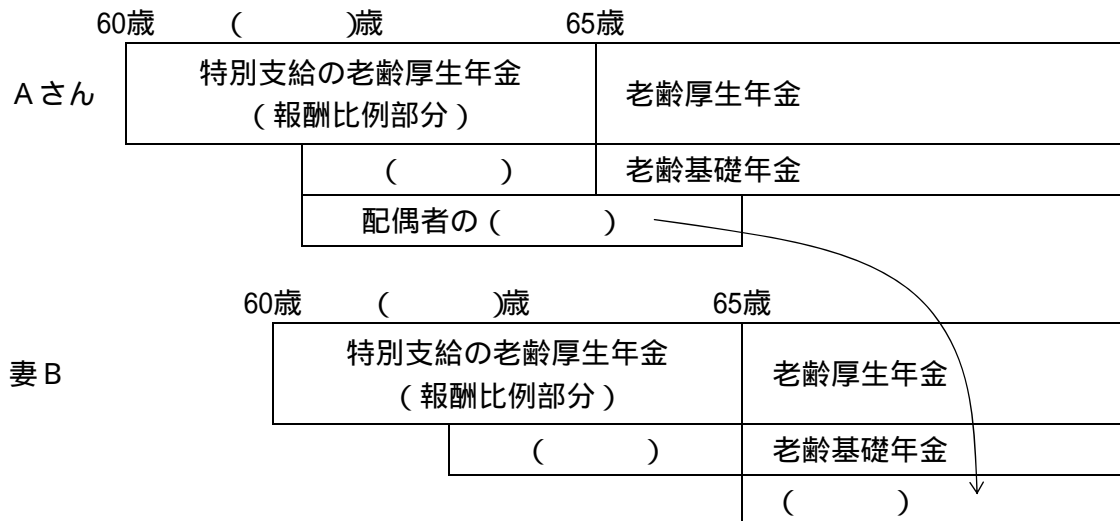 60歳 ( )歳 65歳
Aさん
特別支給の老齢厚生年金
(報酬比例部分)
老齢厚生年金
( )
老齢基礎年金
配偶者の( )
60歳 ( )歳 65歳
妻B
特別支給の老齢厚生年金
(報酬比例部分)
老齢厚生年金
( )
老齢基礎年金
( )